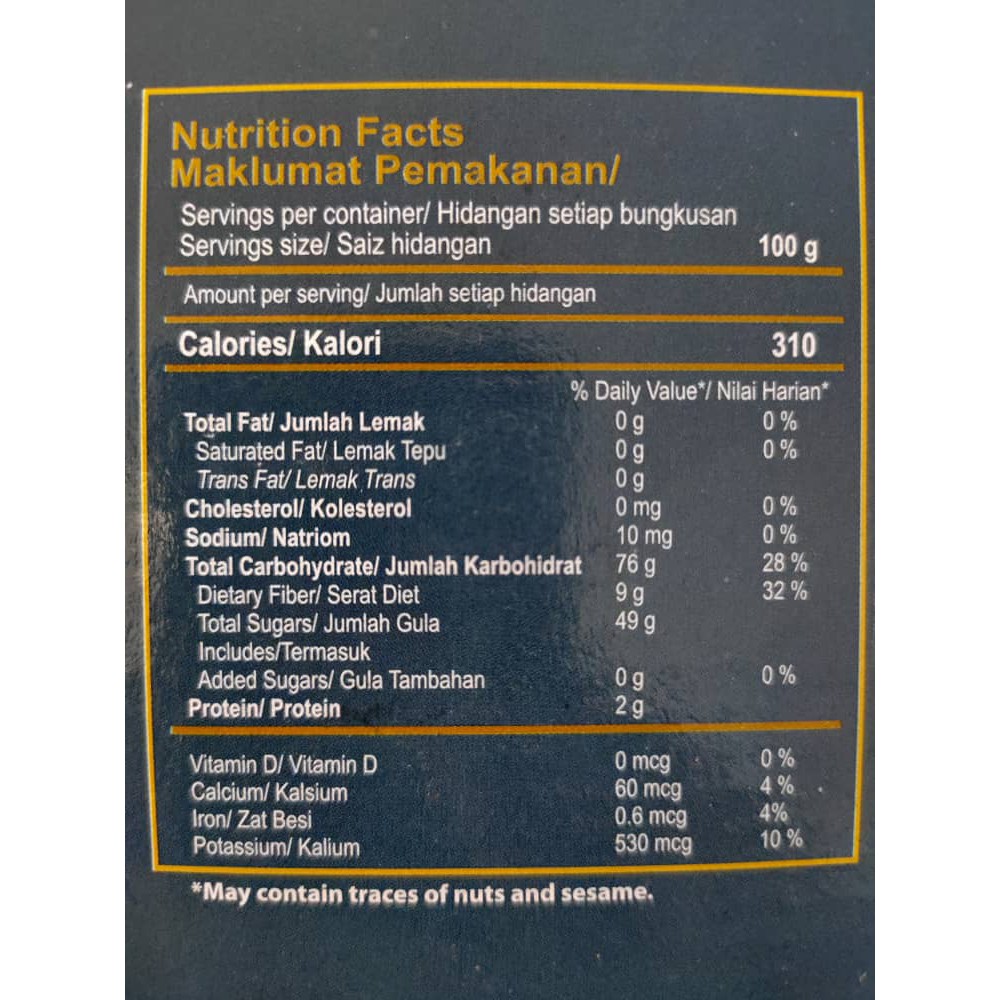 Nutrition Facts
Maklumat Pemakanan/
Servings per container/ Hidangan setiap bungkusan
Servings size/ Saiz hidangan 100 g
Amount per serving/ Jumlah setiap hidangan
Calories/ Kalori 310
% Daily Value*/ Nilai Harian*
Total Fat/ Jumlah Lemak 0 g 0 %
Saturated Fat/ Lemak Tepu 0 g 0 %
Trans Fat/ Lemak Trans 0 g
Cholesterol/ Kolesterol 0 mg 0 %
Sodium/ Natriom 10 mg 0 %
Total Carbohydrate/ Jumlah Karbohidrat 76 g 28 %
Dietary Fiber/ Serat Diet 9 g 32 %
Total Sugars/ Jumlah Gula 49 g
Includes/Termasuk
Added Sugars/ Gula Tambahan 0 g 0 %
Protein/ Protein 2 g
Vitamin D/ Vitamin D 0 mcg 0 %
Calcium/ Kalsium 60 mcg 4 %
Iron/ Zat Besi 0.6 mcg 4%
Potassium/ Kalium 530 mcg 10 %
*May contain traces of nuts and sesame.